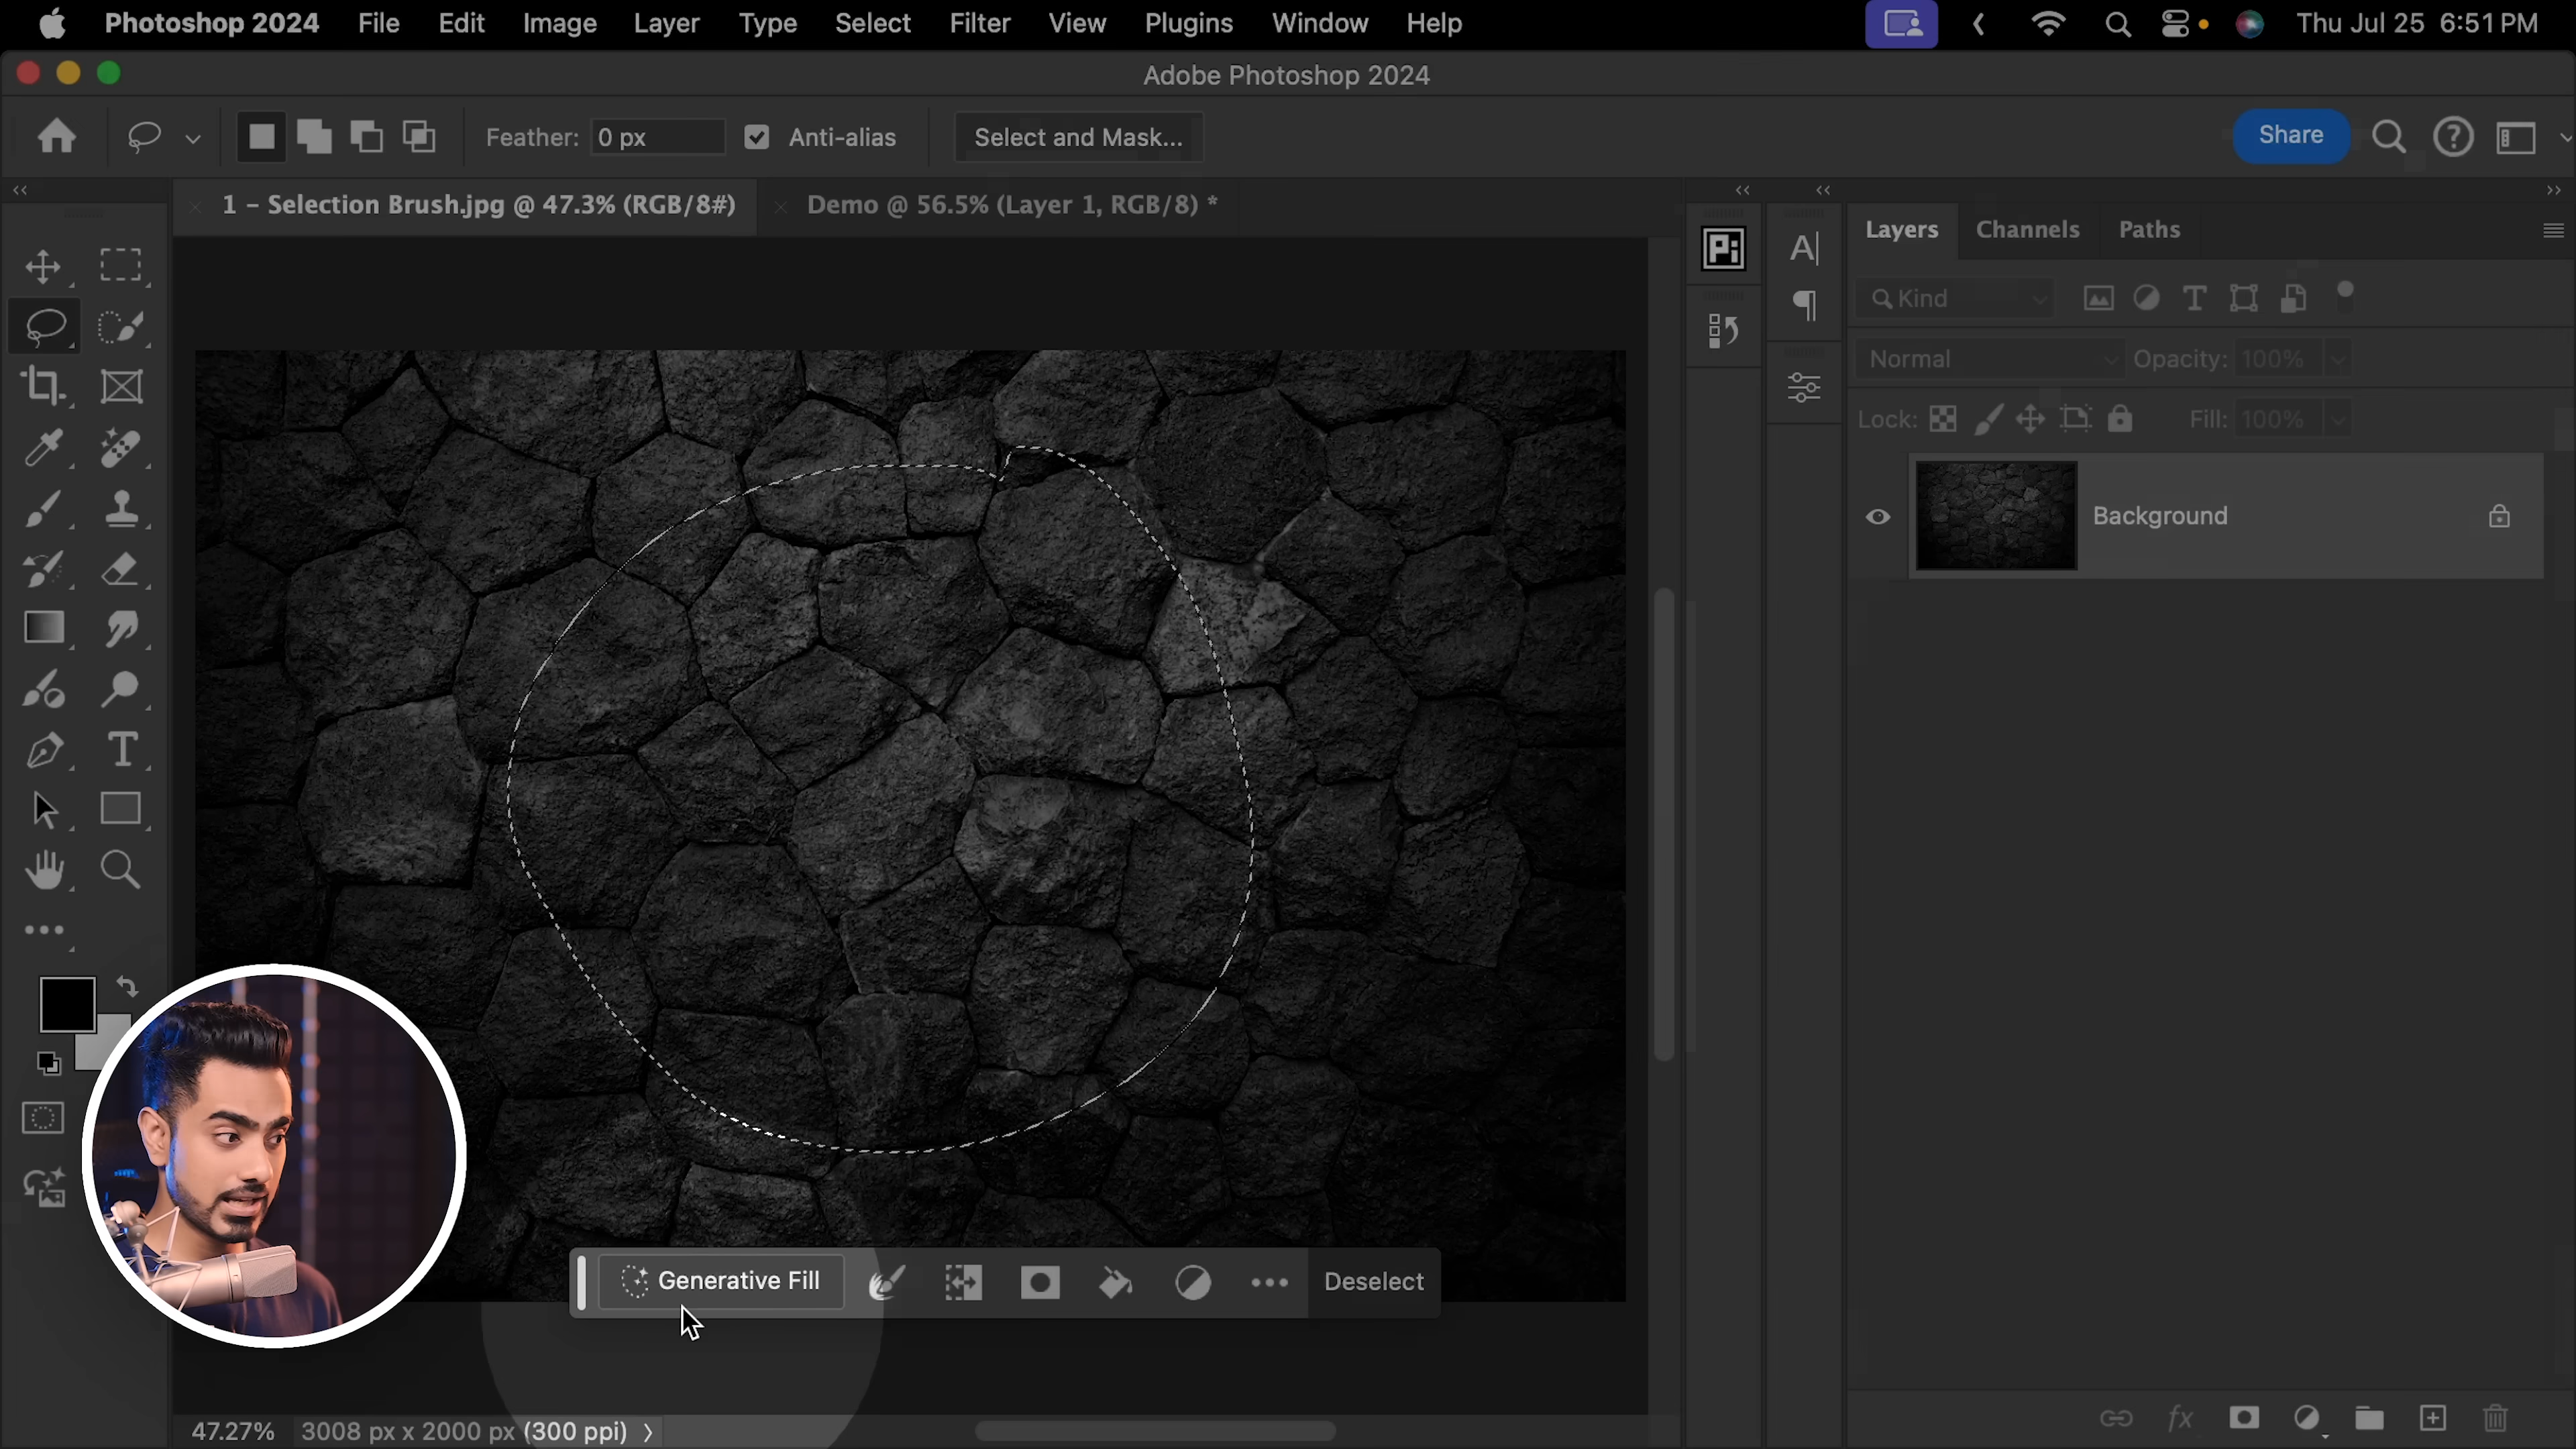 Photoshop 2024 File Edit Image Layer Type Select Filter View Plugins Window Help Thu Jul 25 6:51 PM
Adobe Photoshop 2024
Feather: 0 px Anti-alias Select and Mask... Share
1 – Selection Brush.jpg @ 47.3% (RGB/8#) Demo @ 56.5% (Layer 1, RGB/8) *
Layers Channels Paths
Kind
Normal Opacity: 100%
Lock: Fill: 100%
Background
Generative Fill Deselect
47.27% 3008 px x 2000 px (300 ppi)